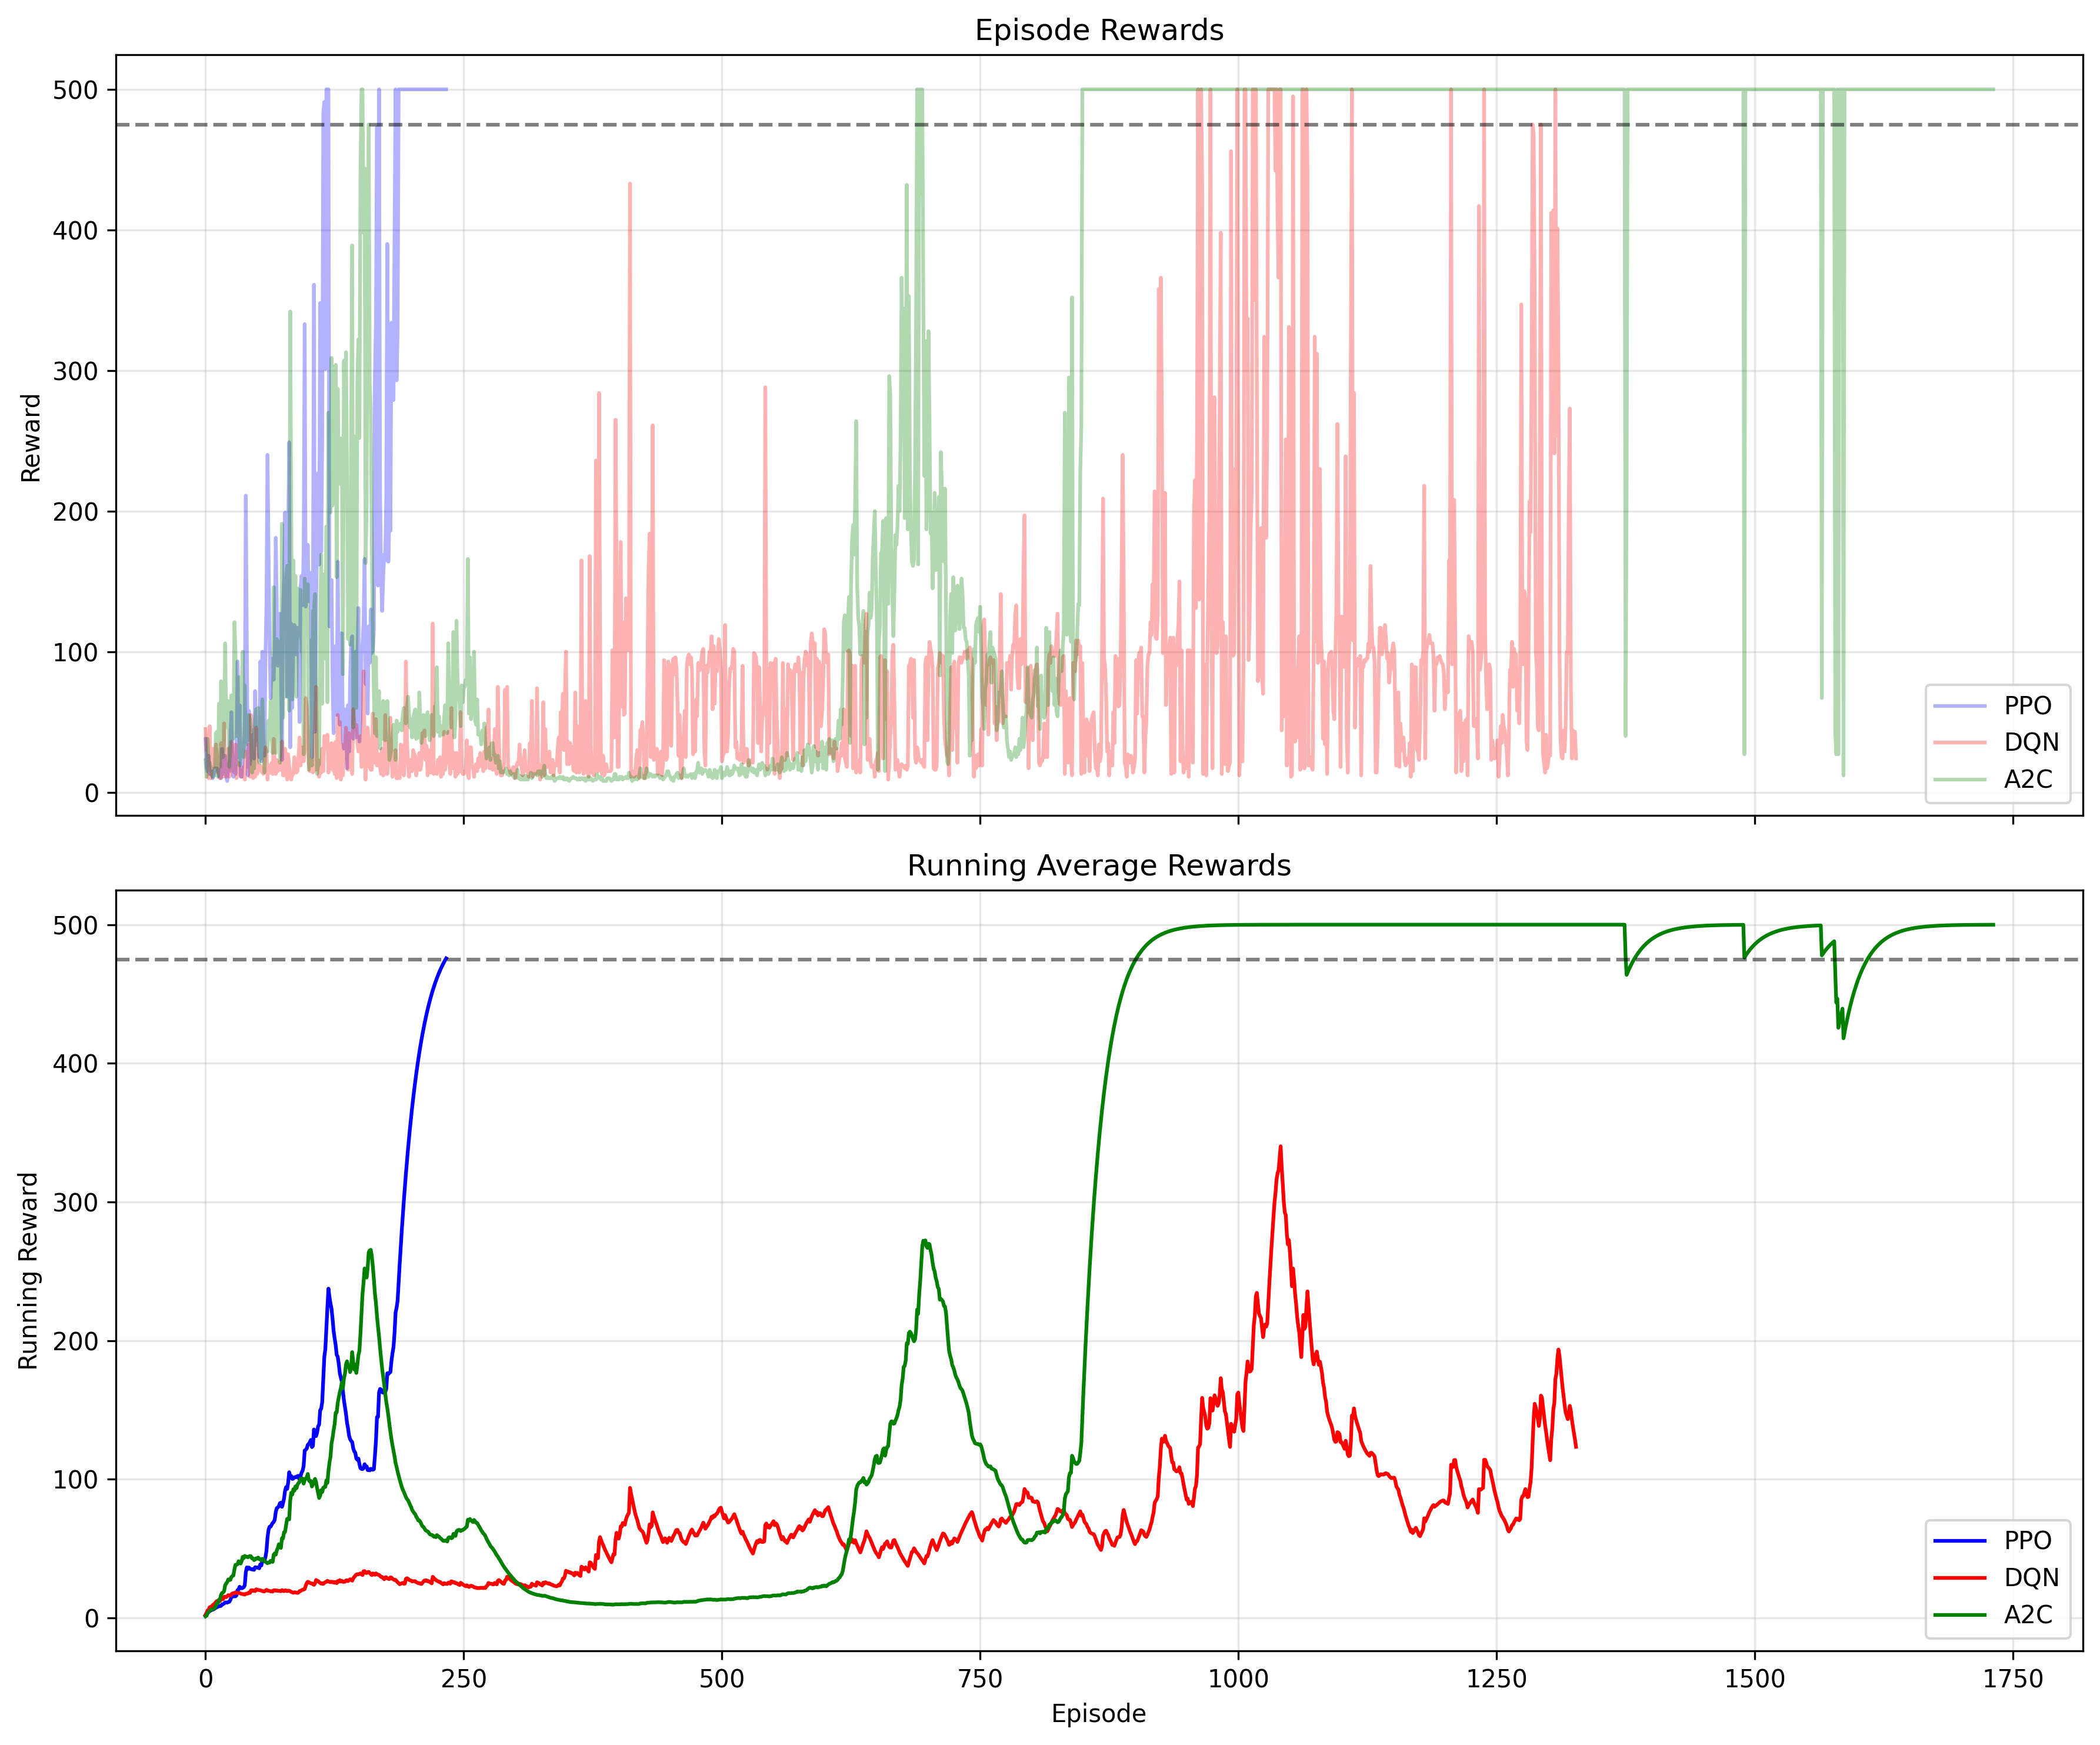 Episode Rewards
500
400
300
200
100
0
Reward
PPO
DQN
A2C
Running Average Rewards
500
400
300
200
100
0
Running Reward
PPO
DQN
A2C
0 250 500 750 1000 1250 1500 1750
Episode